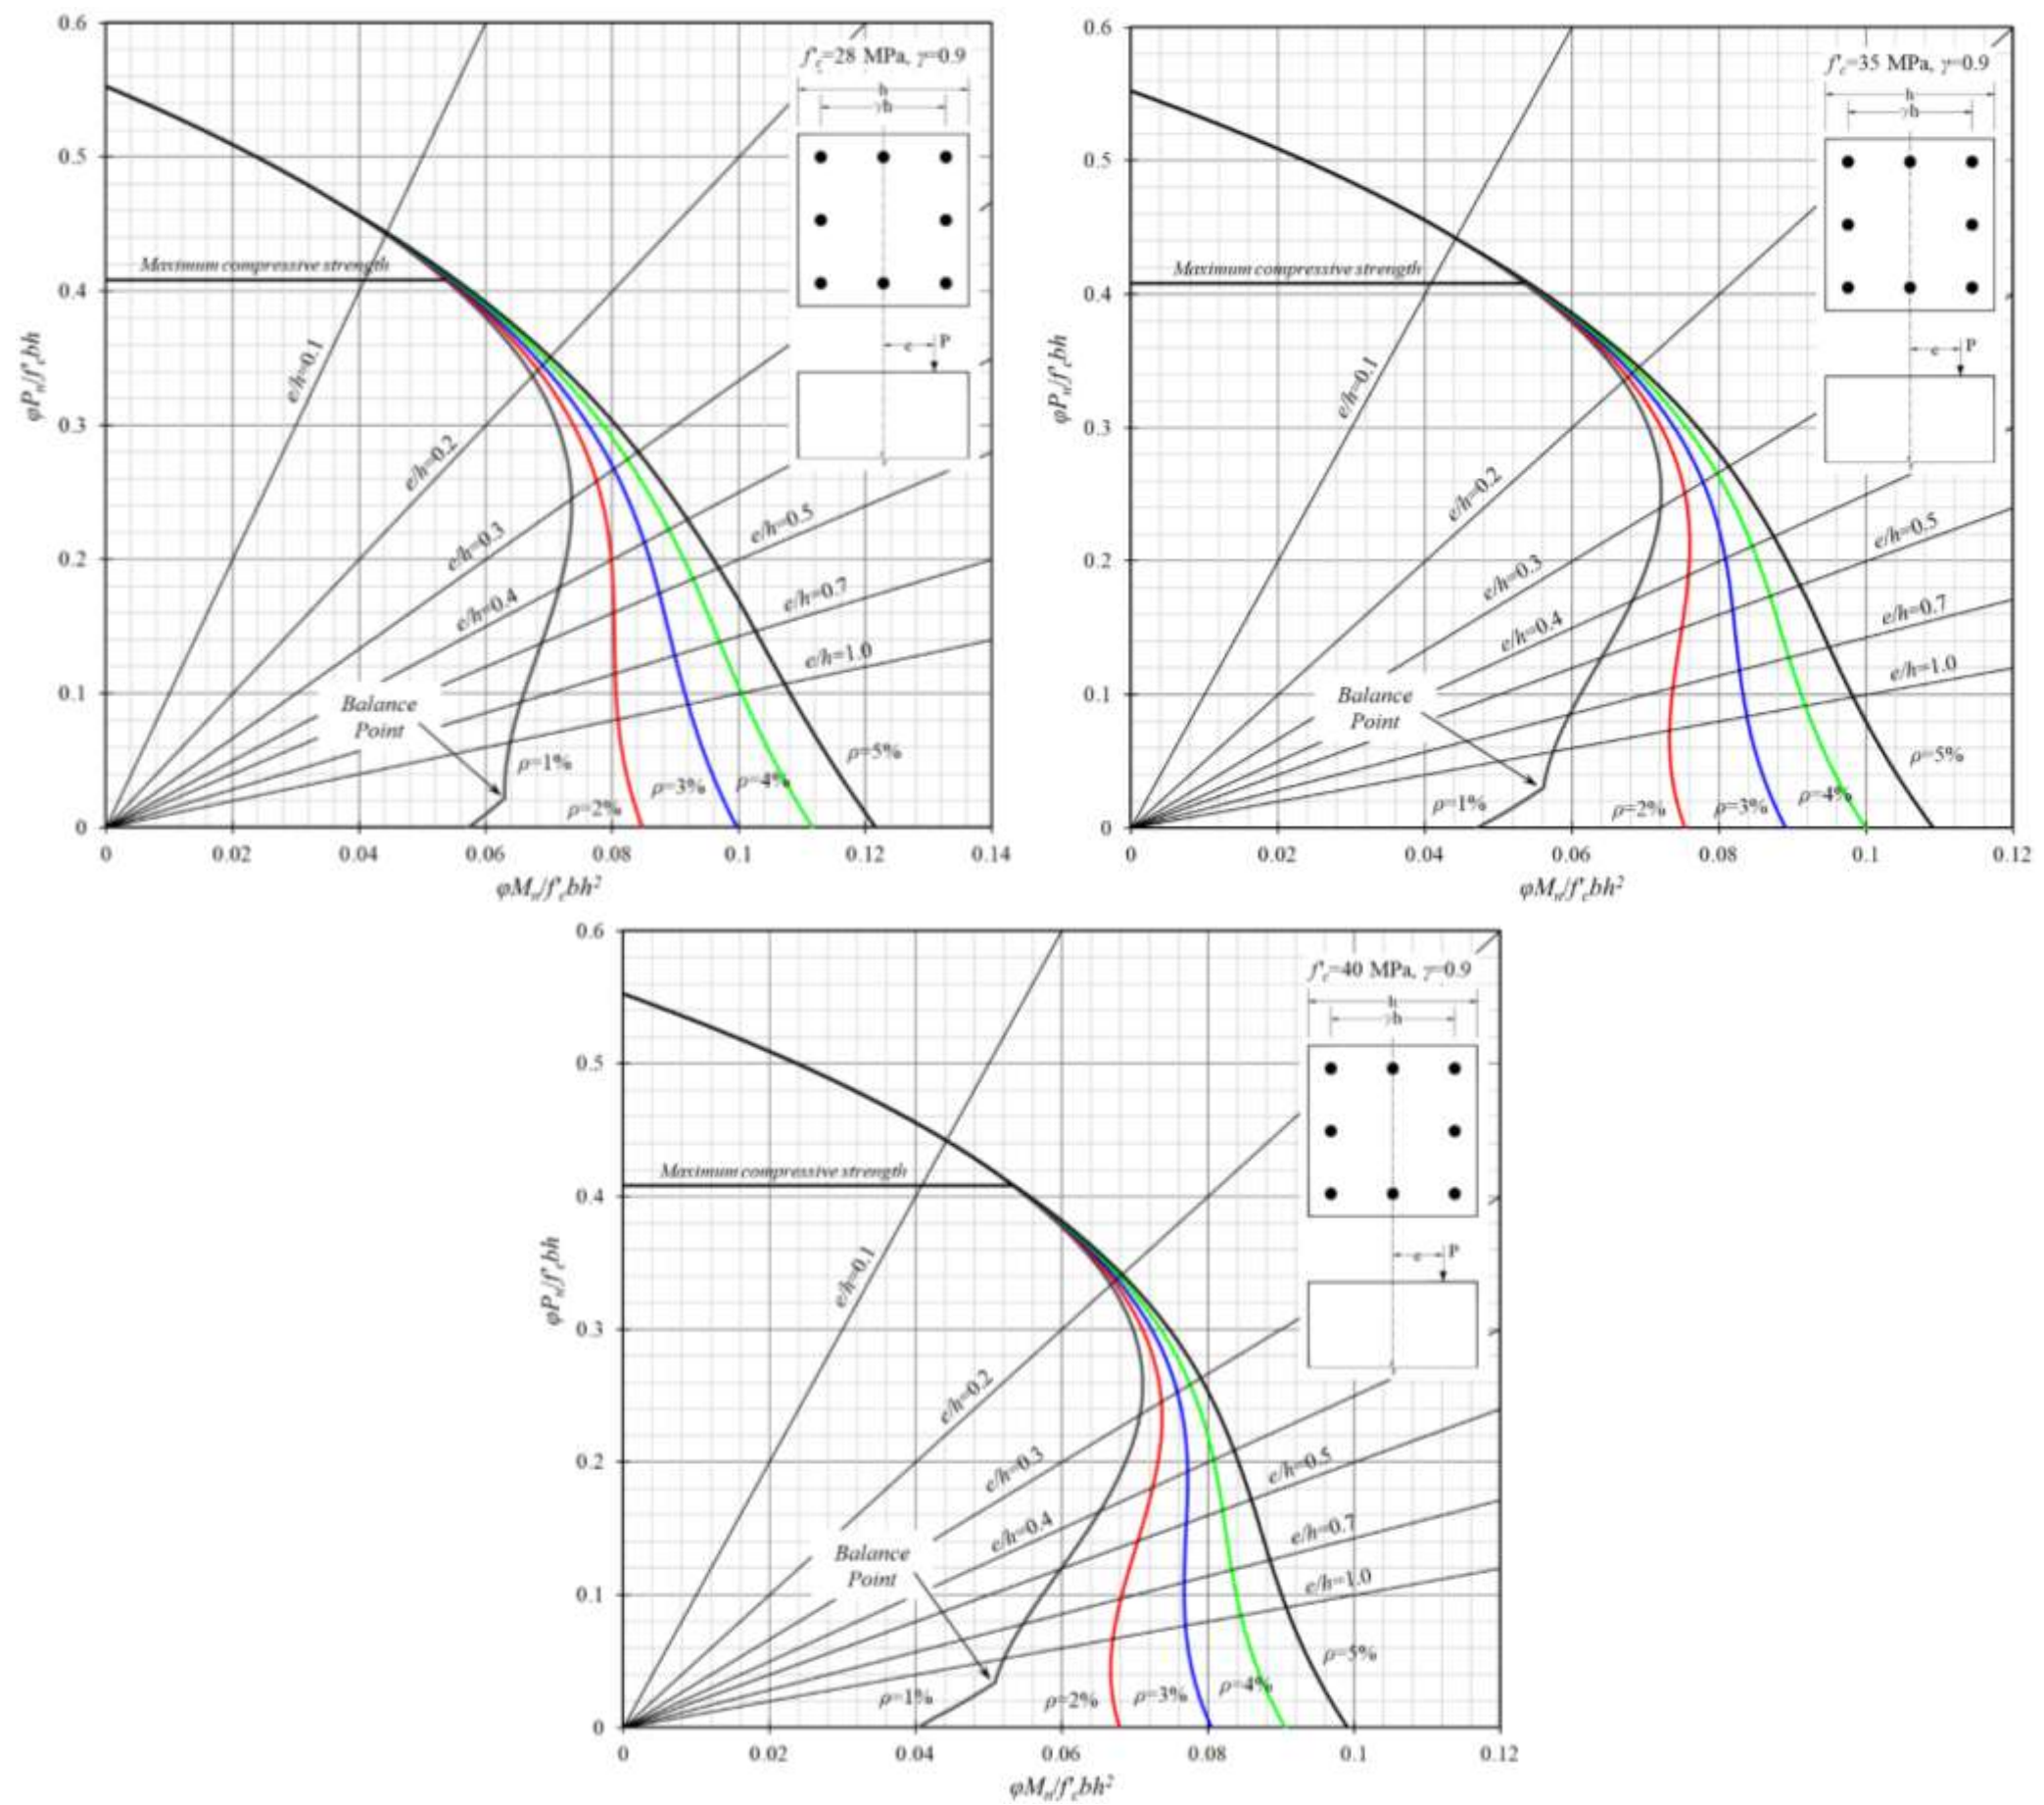 f'c=28 MPa, γ=0.9
h
γh
e
P
0.6
0.5
0.4
0.3
0.2
0.1
0
φPn/f'cbh
Maximum compressive strength
e/h=0.1
e/h=0.2
e/h=0.3
e/h=0.4
e/h=0.5
e/h=0.7
e/h=1.0
Balance
Point
ρ=1%
ρ=2%
ρ=3%
ρ=4%
ρ=5%
0
0.02
0.04
0.06
0.08
0.1
0.12
0.14
φMn/f'cbh²
f'c=35 MPa, γ=0.9
h
γh
e
P
0.6
0.5
0.4
0.3
0.2
0.1
0
φPn/f'cbh
Maximum compressive strength
e/h=0.1
e/h=0.2
e/h=0.3
e/h=0.4
e/h=0.5
e/h=0.7
e/h=1.0
Balance
Point
ρ=1%
ρ=2%
ρ=3%
ρ=4%
ρ=5%
0
0.02
0.04
0.06
0.08
0.1
0.12
φMn/f'cbh²
f'c=40 MPa, γ=0.9
h
γh
e
P
0.6
0.5
0.4
0.3
0.2
0.1
0
φPn/f'cbh
Maximum compressive strength
e/h=0.1
e/h=0.2
e/h=0.3
e/h=0.4
e/h=0.5
e/h=0.7
e/h=1.0
Balance
Point
ρ=1%
ρ=2%
ρ=3%
ρ=4%
ρ=5%
0
0.02
0.04
0.06
0.08
0.1
0.12
φMn/f'cbh²